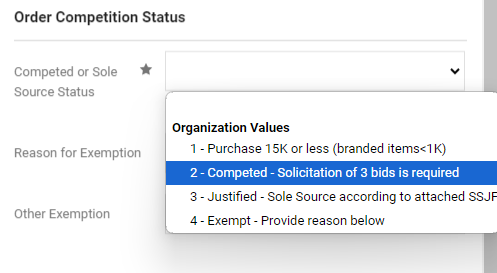 Order Competition Status
Competed or Sole
Source Status
Organization Values
1 - Purchase 15K or less (branded items<1K)
Reason for Exemption
2 - Competed - Solicitation of 3 bids is required
3 - Justified - Sole Source according to attached SSJF
Other Exemption
4 - Exempt - Provide reason below